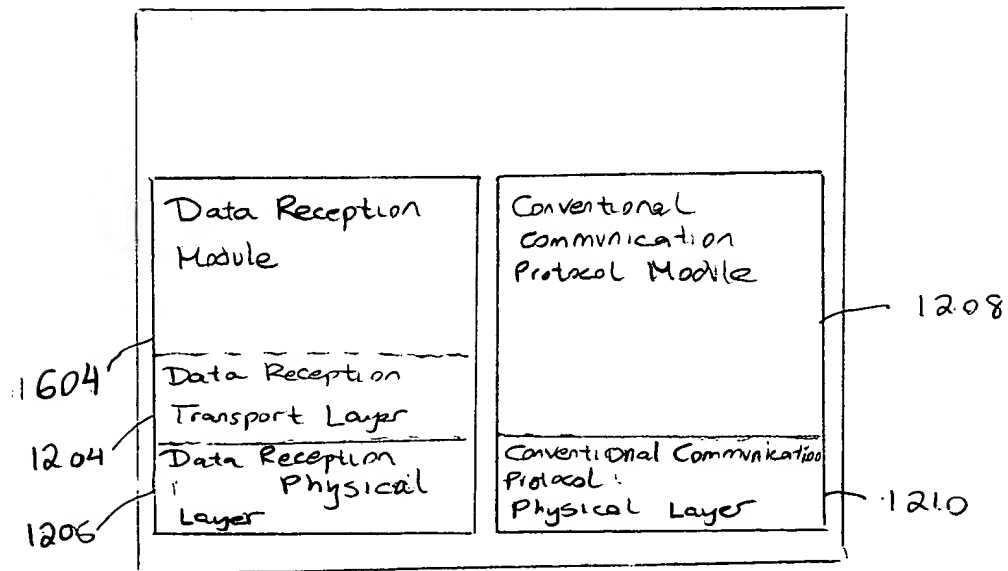 Data Reception
Module
Conventional
Communication
Protocol Module
1208
1604
Data Reception
Transport Layer
1204
Data Reception
Physical
Layer
1206
Conventional Communication
Protocol
Physical Layer
1210